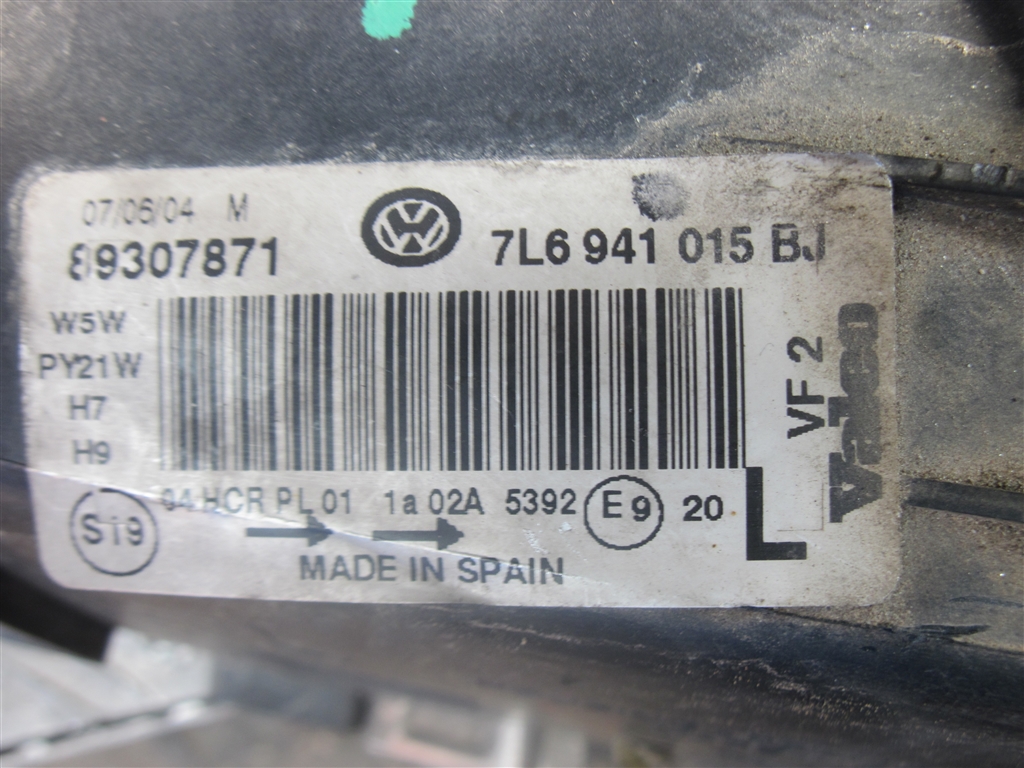 07/06/04 M
89307871
7L6 941 015 BJ
W5W
PY21W
H7
H9
VF 2
Valeo
04 HCR PL 01 1a 02A 5392 E9 20
L
S i9
MADE IN SPAIN